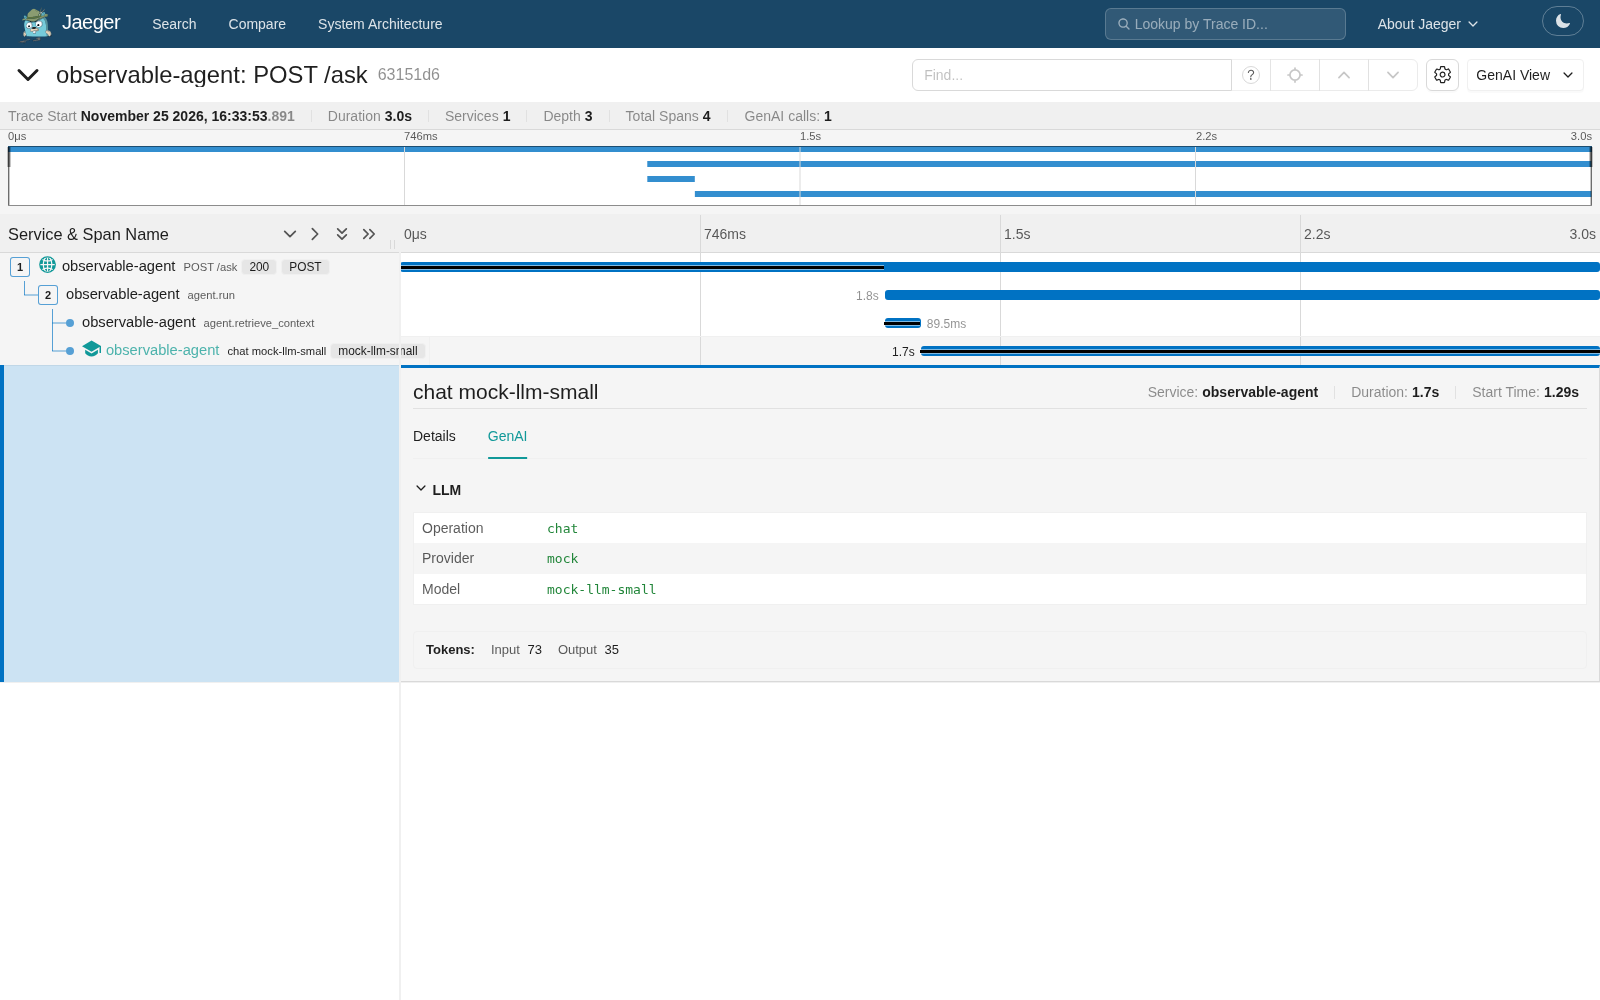 Jaeger Search Compare System Architecture Lookup by Trace ID... About Jaeger
observable-agent: POST /ask 63151d6 Find... ? GenAI View
Trace Start November 25 2026, 16:33:53.891 Duration 3.0s Services 1 Depth 3 Total Spans 4 GenAI calls: 1
0μs 746ms 1.5s 2.2s 3.0s
Service & Span Name 0μs 746ms 1.5s 2.2s 3.0s
1 observable-agent POST /ask 200 POST
2 observable-agent agent.run 1.8s
observable-agent agent.retrieve_context 89.5ms
observable-agent chat mock-llm-small mock-llm-small 1.7s
chat mock-llm-small Service: observable-agent Duration: 1.7s Start Time: 1.29s
Details GenAI
LLM
Operation chat
Provider mock
Model mock-llm-small
Tokens: Input 73 Output 35